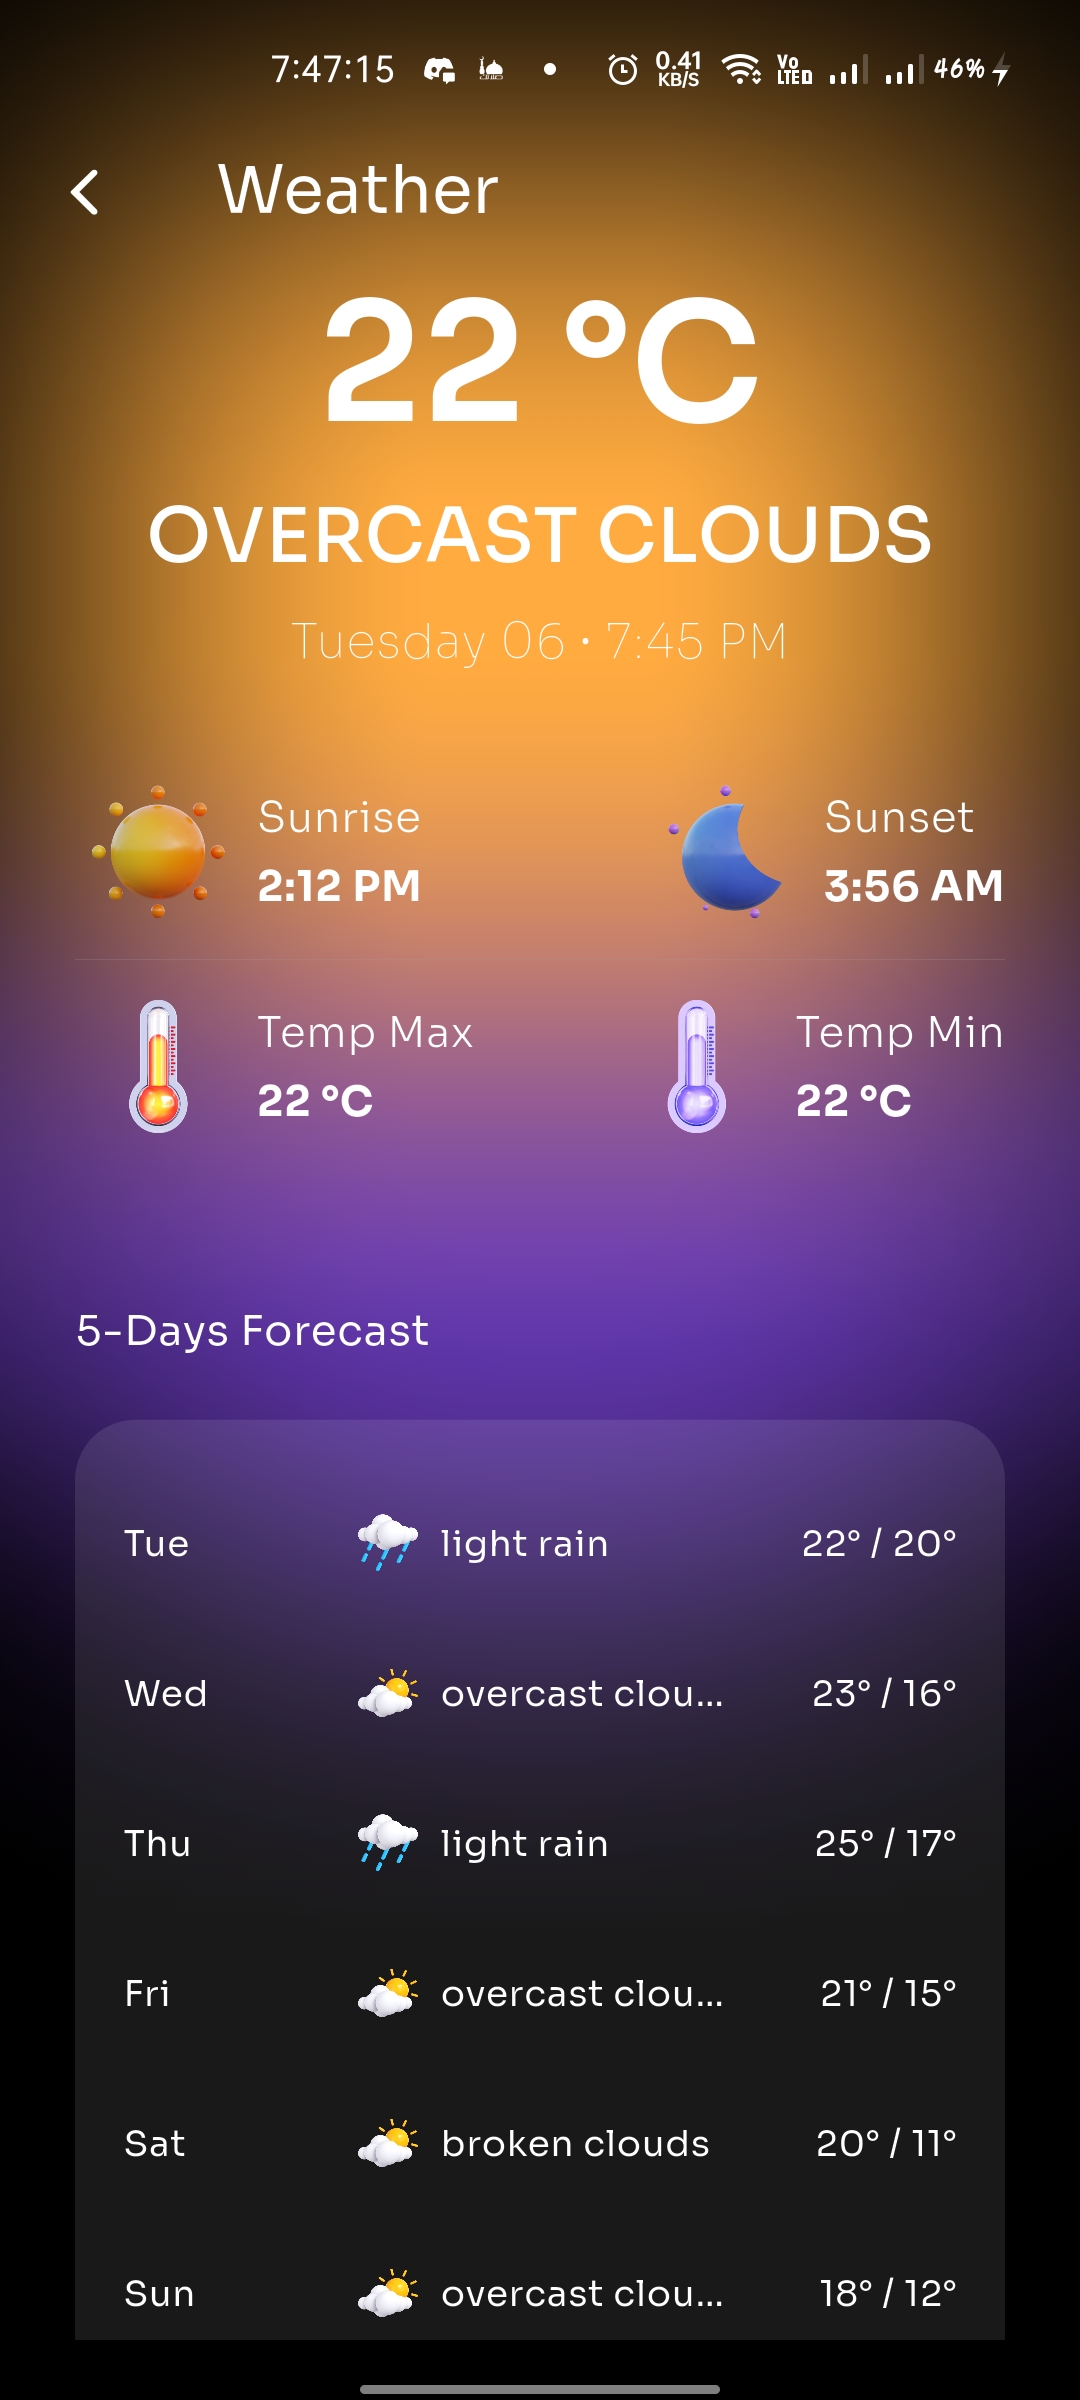 7:47:15 0.41 KB/S Vo LTED 46%
Weather
22 °C
OVERCAST CLOUDS
Tuesday 06 • 7:45 PM
Sunrise Sunset
2:12 PM 3:56 AM
Temp Max Temp Min
22 °C 22 °C
5-Days Forecast
Tue light rain 22° / 20°
Wed overcast clou... 23° / 16°
Thu light rain 25° / 17°
Fri overcast clou... 21° / 15°
Sat broken clouds 20° / 11°
Sun overcast clou... 18° / 12°